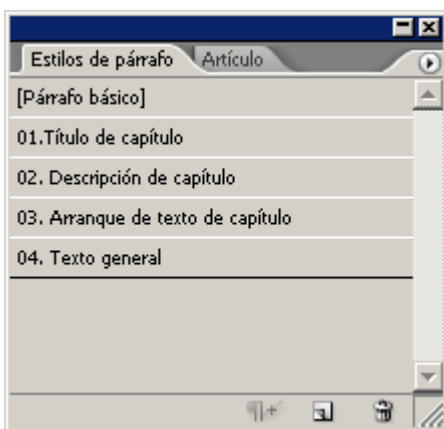 Estilos de párrafo Artículo
[Párrafo básico]
01.Título de capítulo
02. Descripción de capítulo
03. Arranque de texto de capítulo
04. Texto general